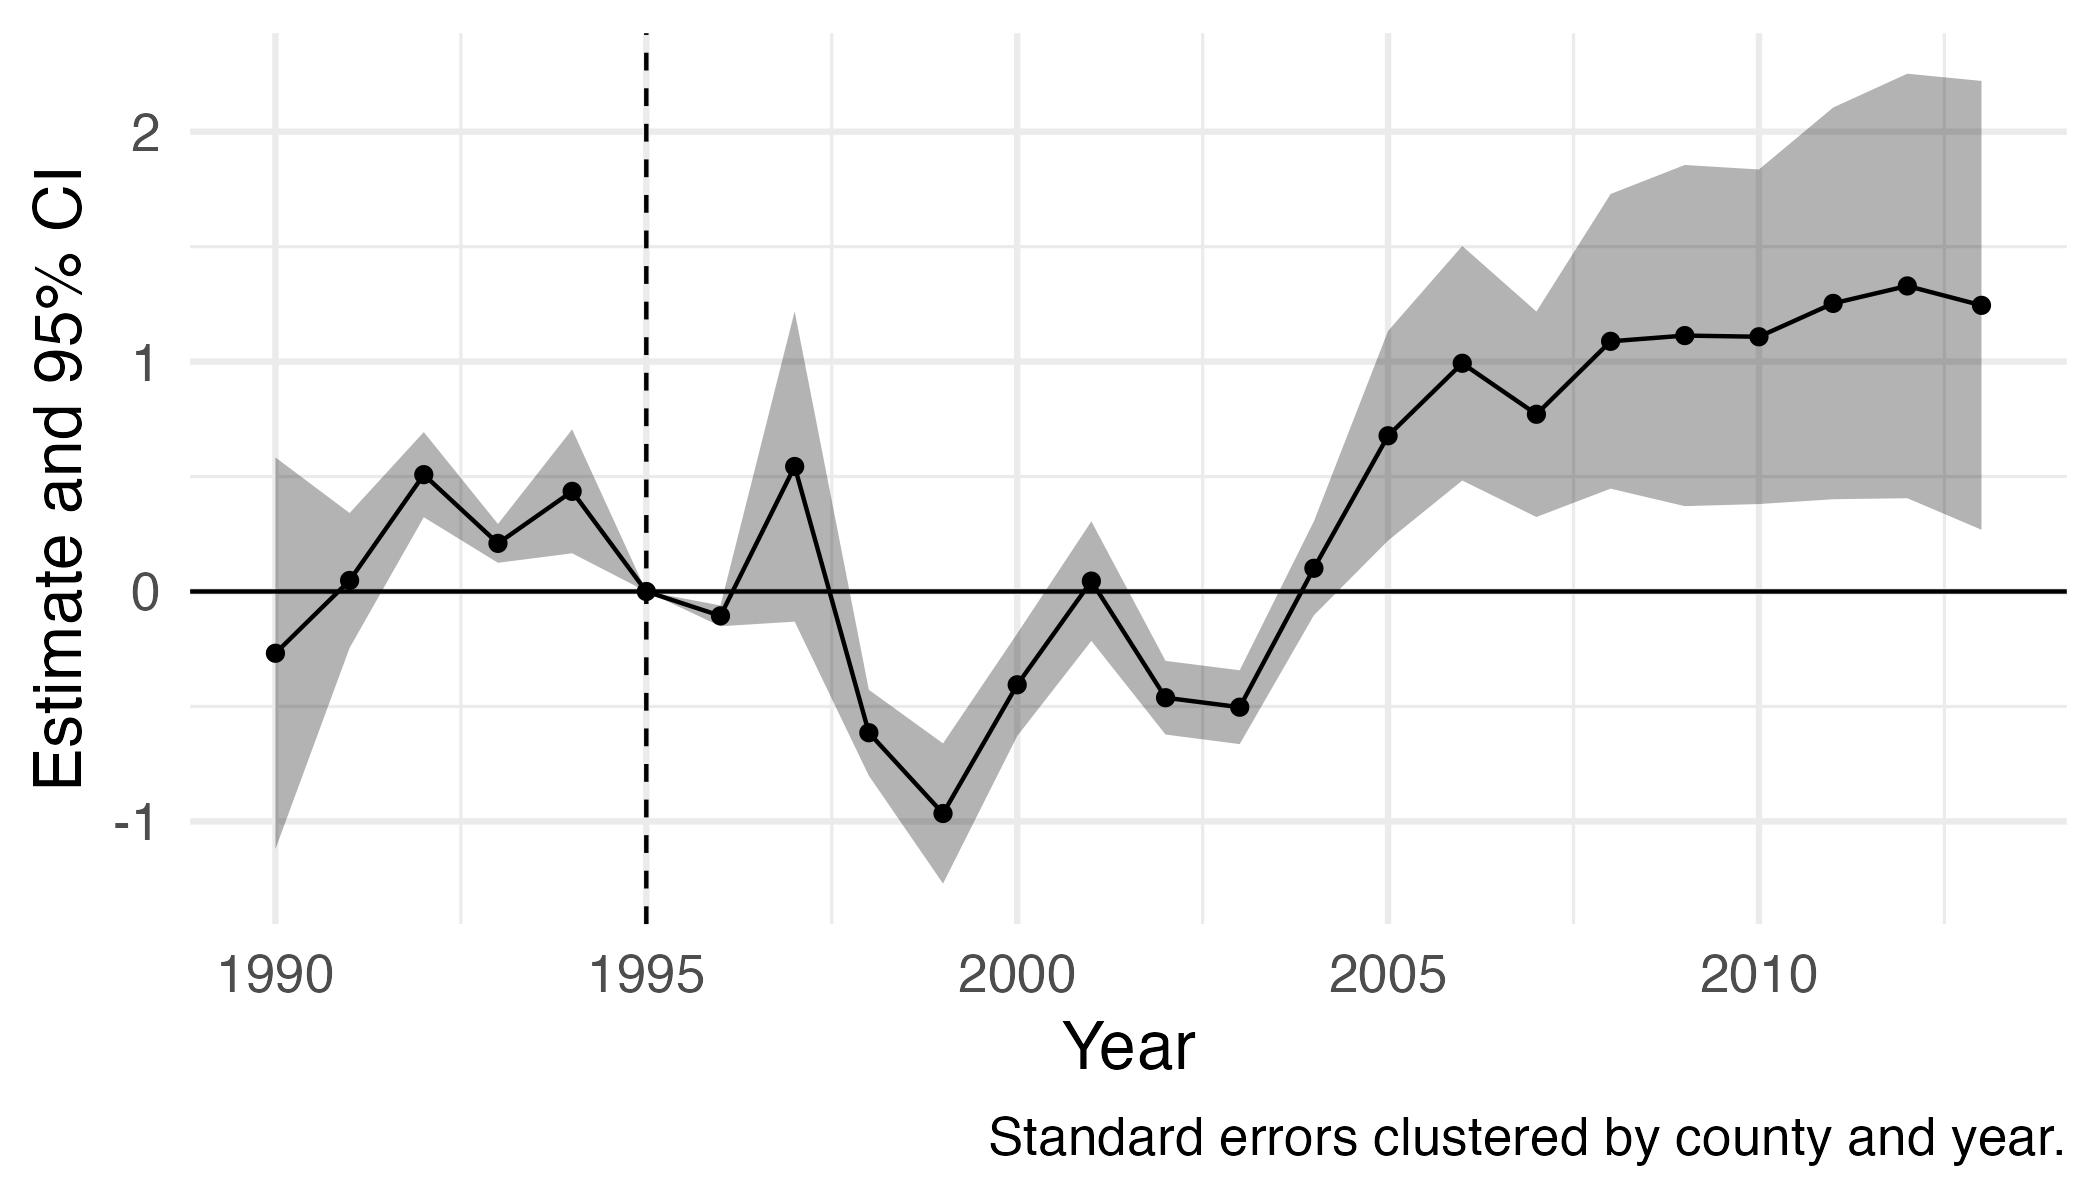 Estimate and 95% CI
2
1
0
-1
1990 1995 2000 2005 2010
Year
Standard errors clustered by county and year.